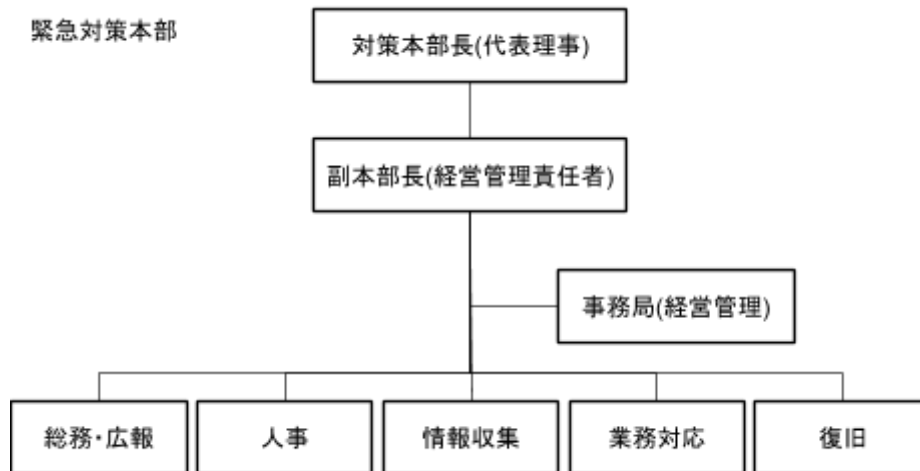 緊急対策本部
対策本部長(代表理事)
副本部長(経営管理責任者)
事務局(経営管理)
総務・広報
人事
情報収集
業務対応
復旧